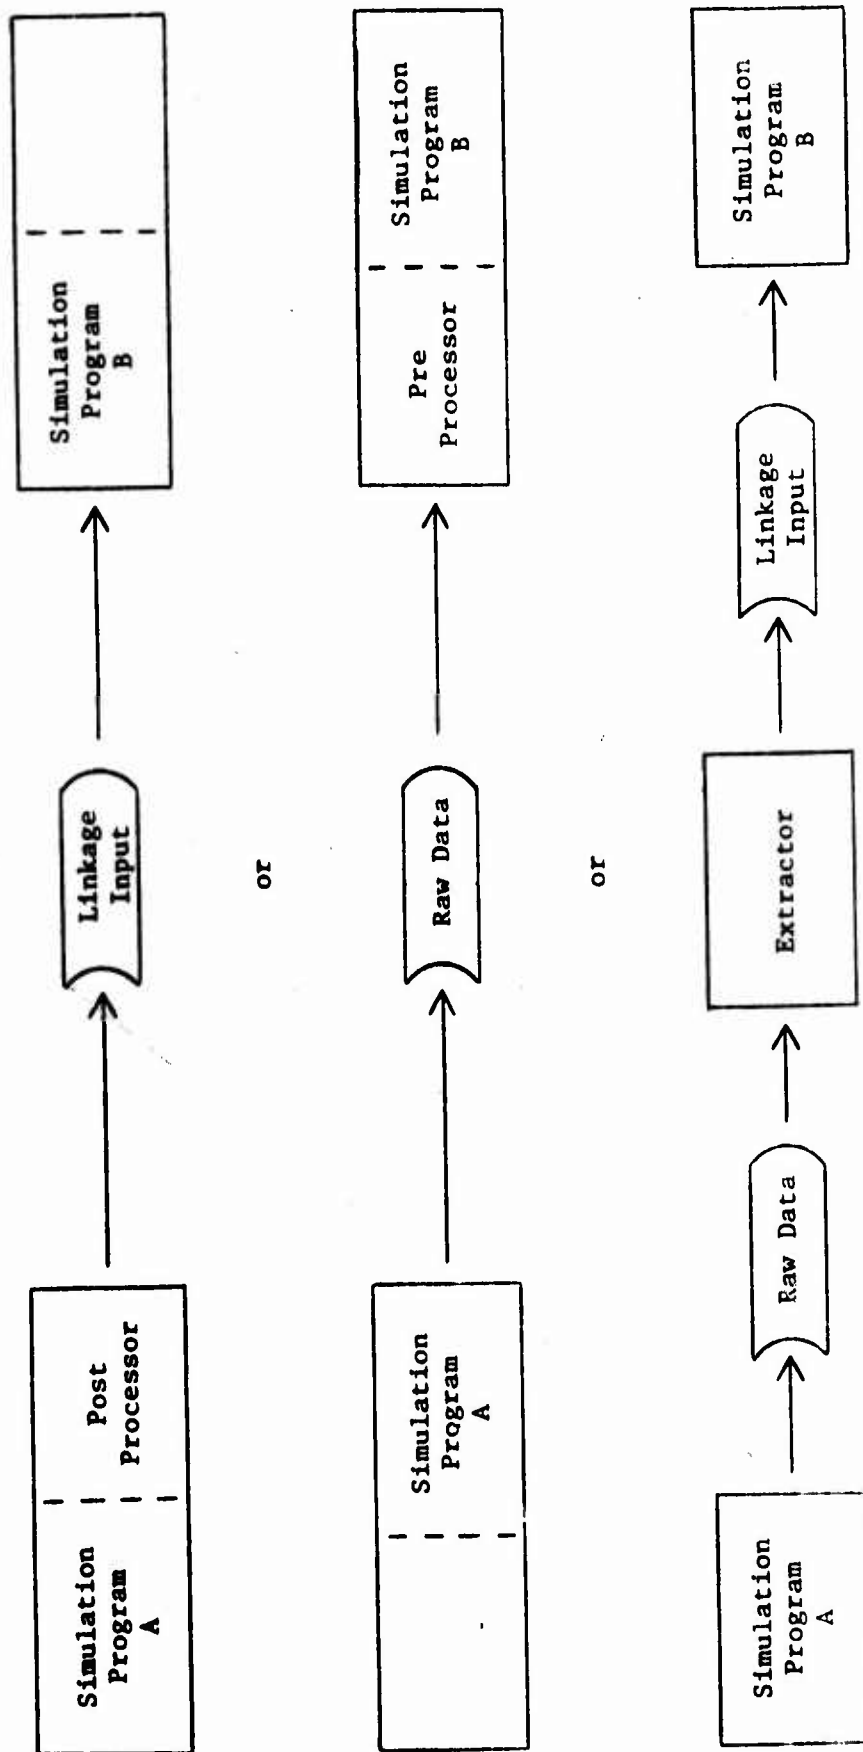 Simulation
Program
A
Post
Processor
Linkage
Input
Simulation
Program
B
or
Simulation
Program
A
Raw Data
Pre
Processor
Simulation
Program
B
or
Simulation
Program
A
Raw Data
Extractor
Linkage
Input
Simulation
Program
B